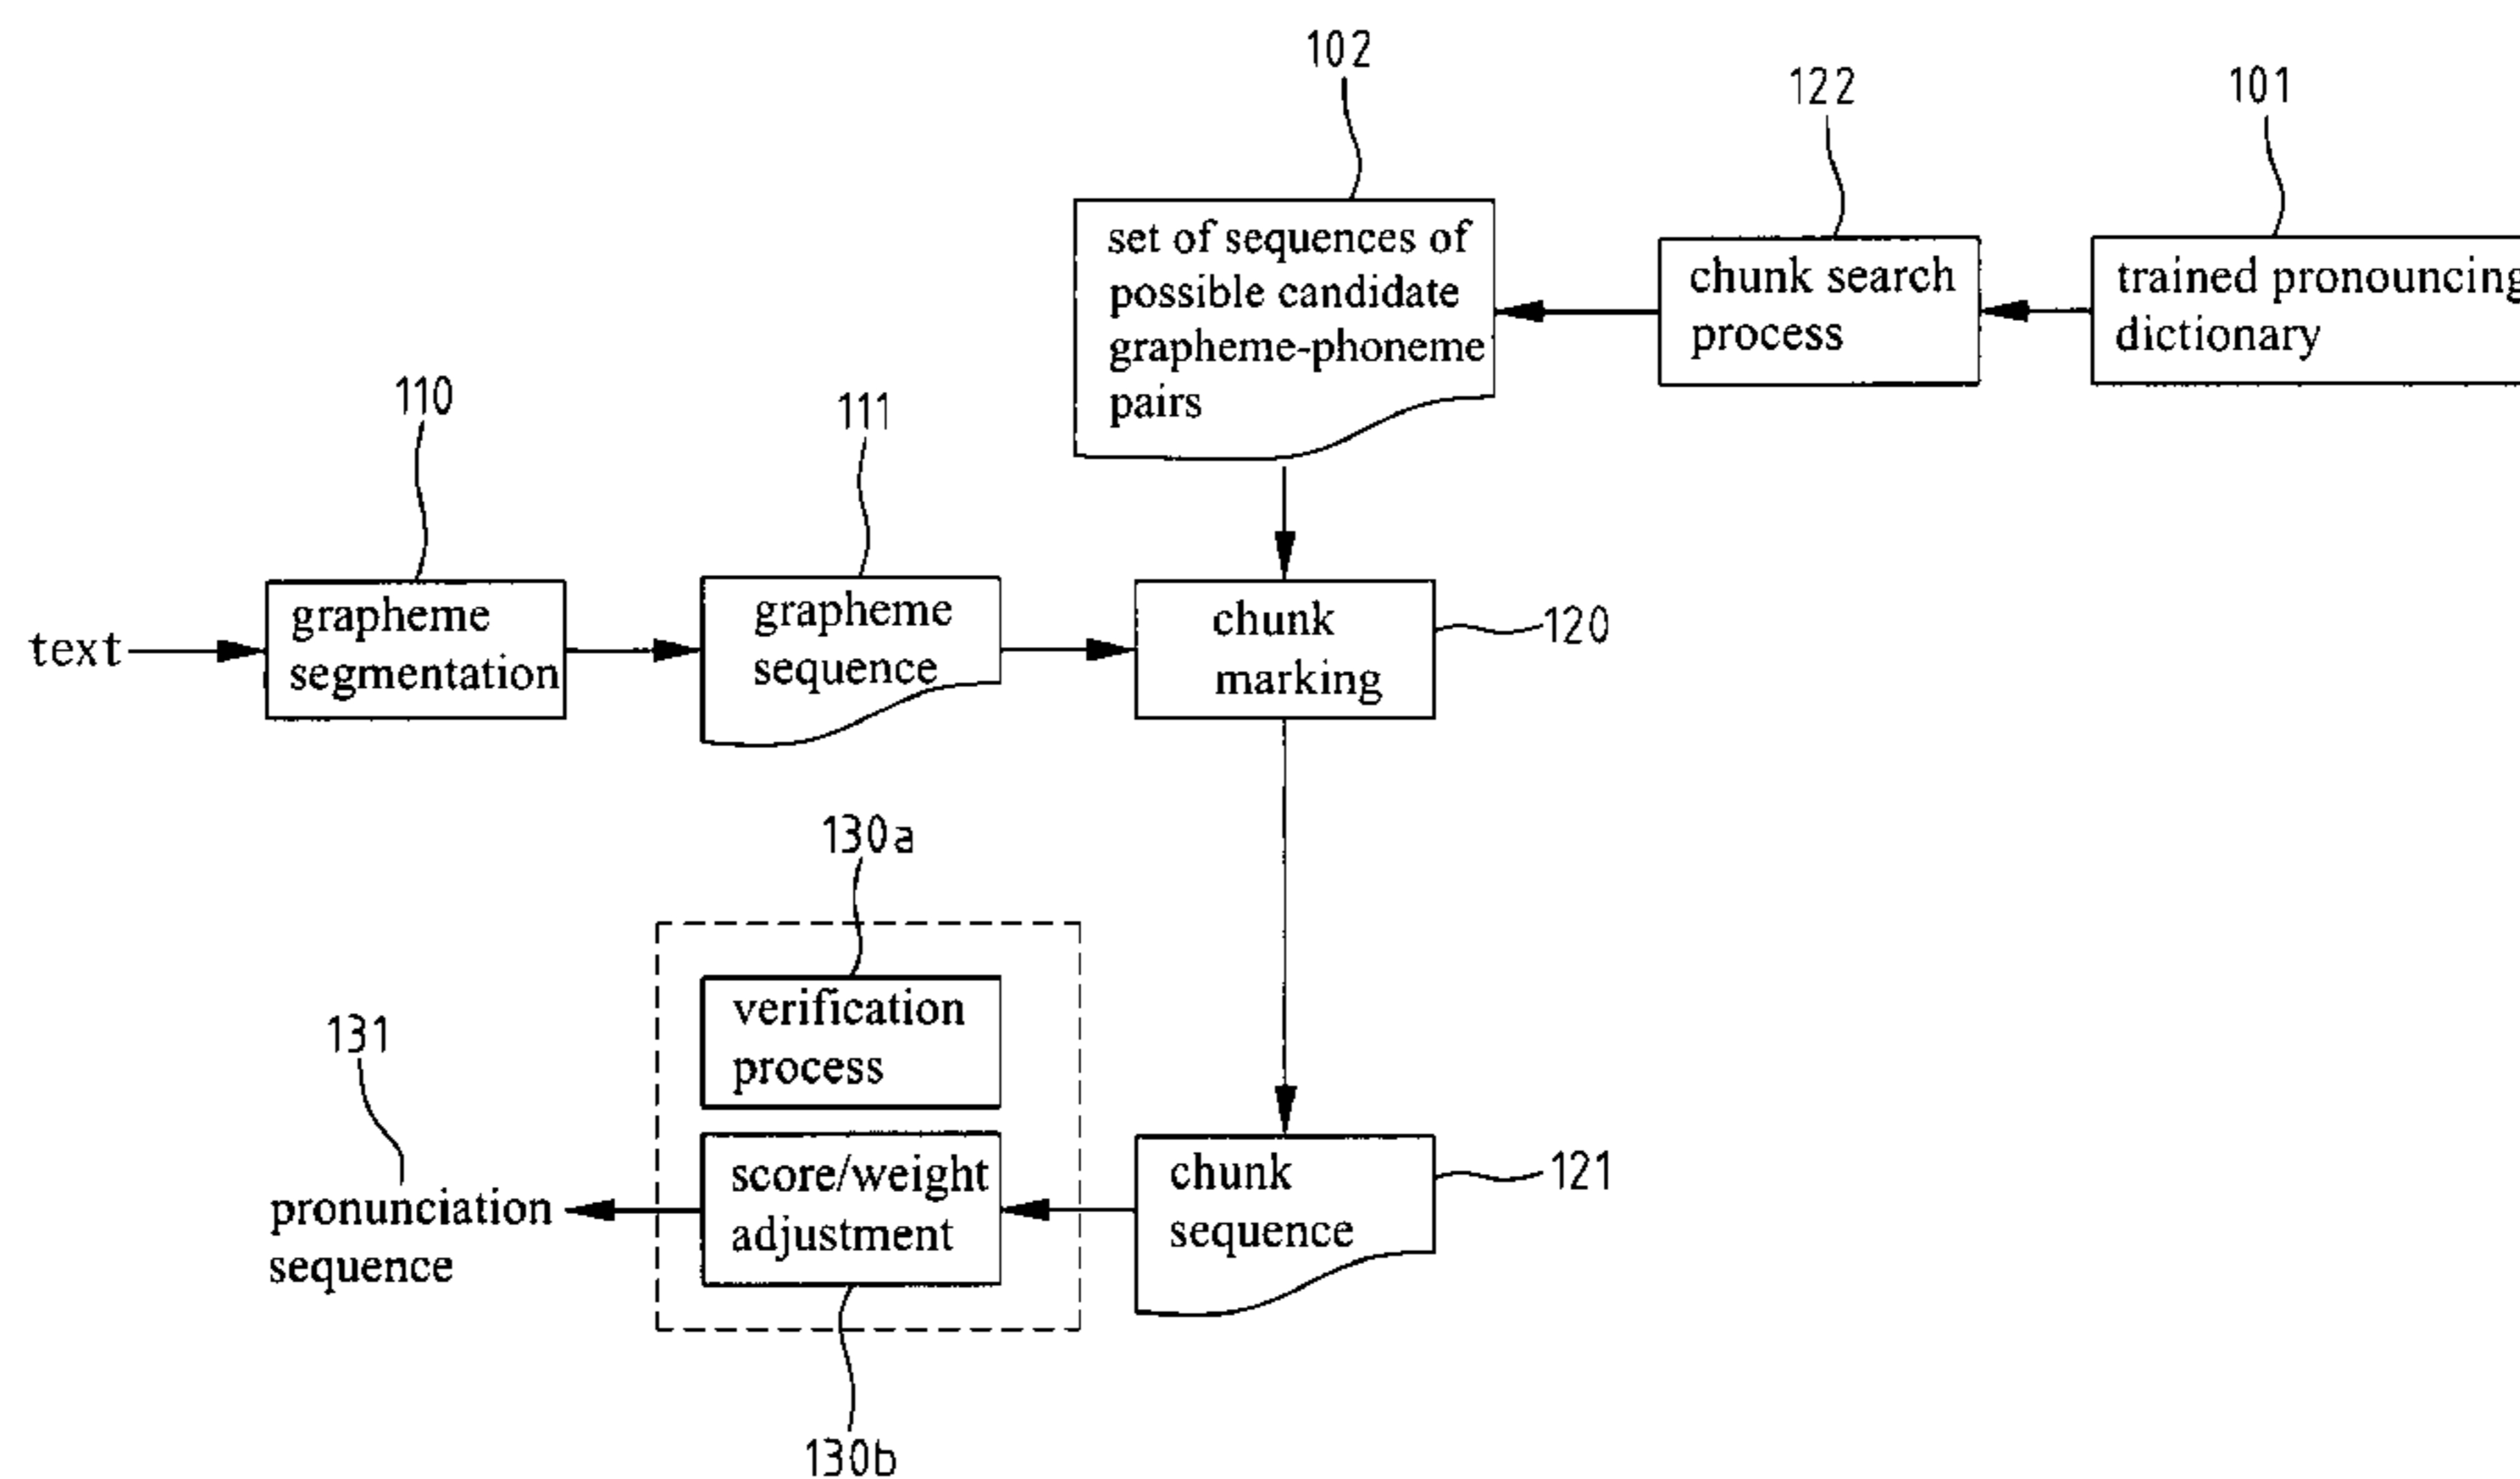 102
122
101
set of sequences of
possible candidate
grapheme-phoneme
pairs
chunk search
process
trained pronouncing
dictionary
110
111
text
grapheme
segmentation
grapheme
sequence
chunk
marking
120
130a
verification
process
131
score/weight
adjustment
pronunciation
sequence
chunk
sequence
121
130b